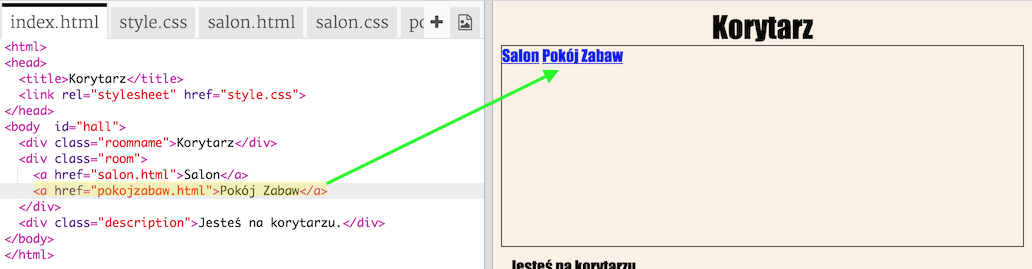 index.html style.css salon.html salon.css po
<html>
<head>
<title>Korytarz</title>
<link rel="stylesheet" href="style.css">
</head>
<body  id="hall">
<div class="roomname">Korytarz</div>
<div class="room">
<a href="salon.html">Salon</a>
<a href="pokojzabaw.html">Pokój Zabaw</a>
</div>
<div class="description">Jesteś na korytarzu.</div>
</body>
</html>
Korytarz
Salon Pokój Zabaw
Jesteś na korytarzu